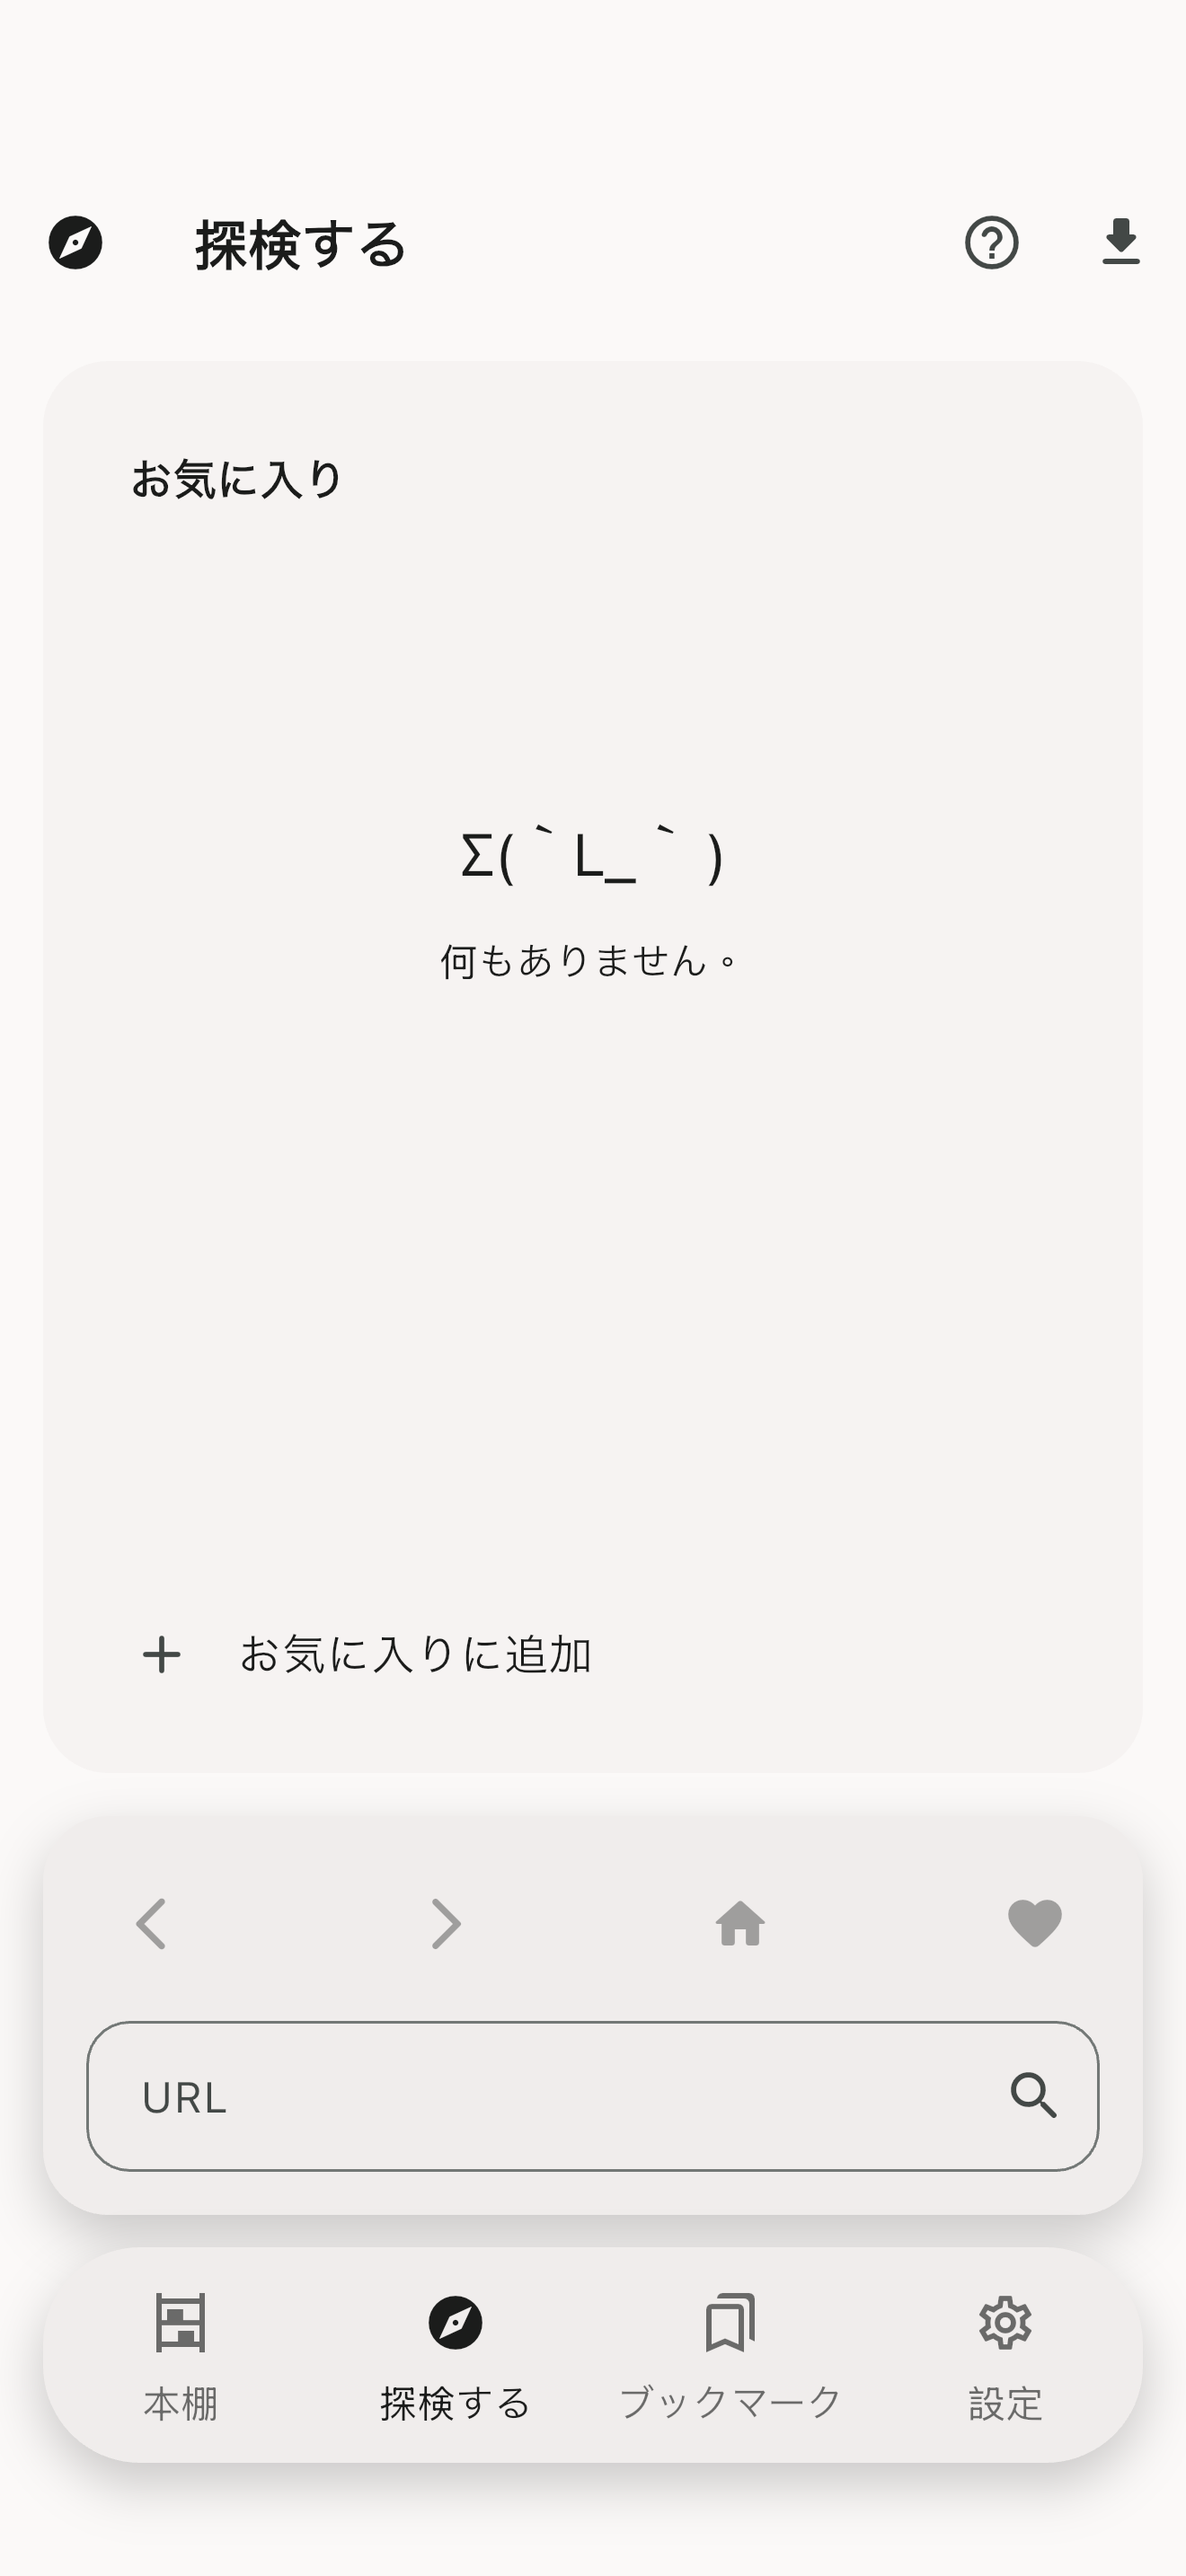 探検する
お気に入り
Σ(｀L_｀ )
何もありません。
お気に入りに追加
URL
本棚
探検する
ブックマーク
設定